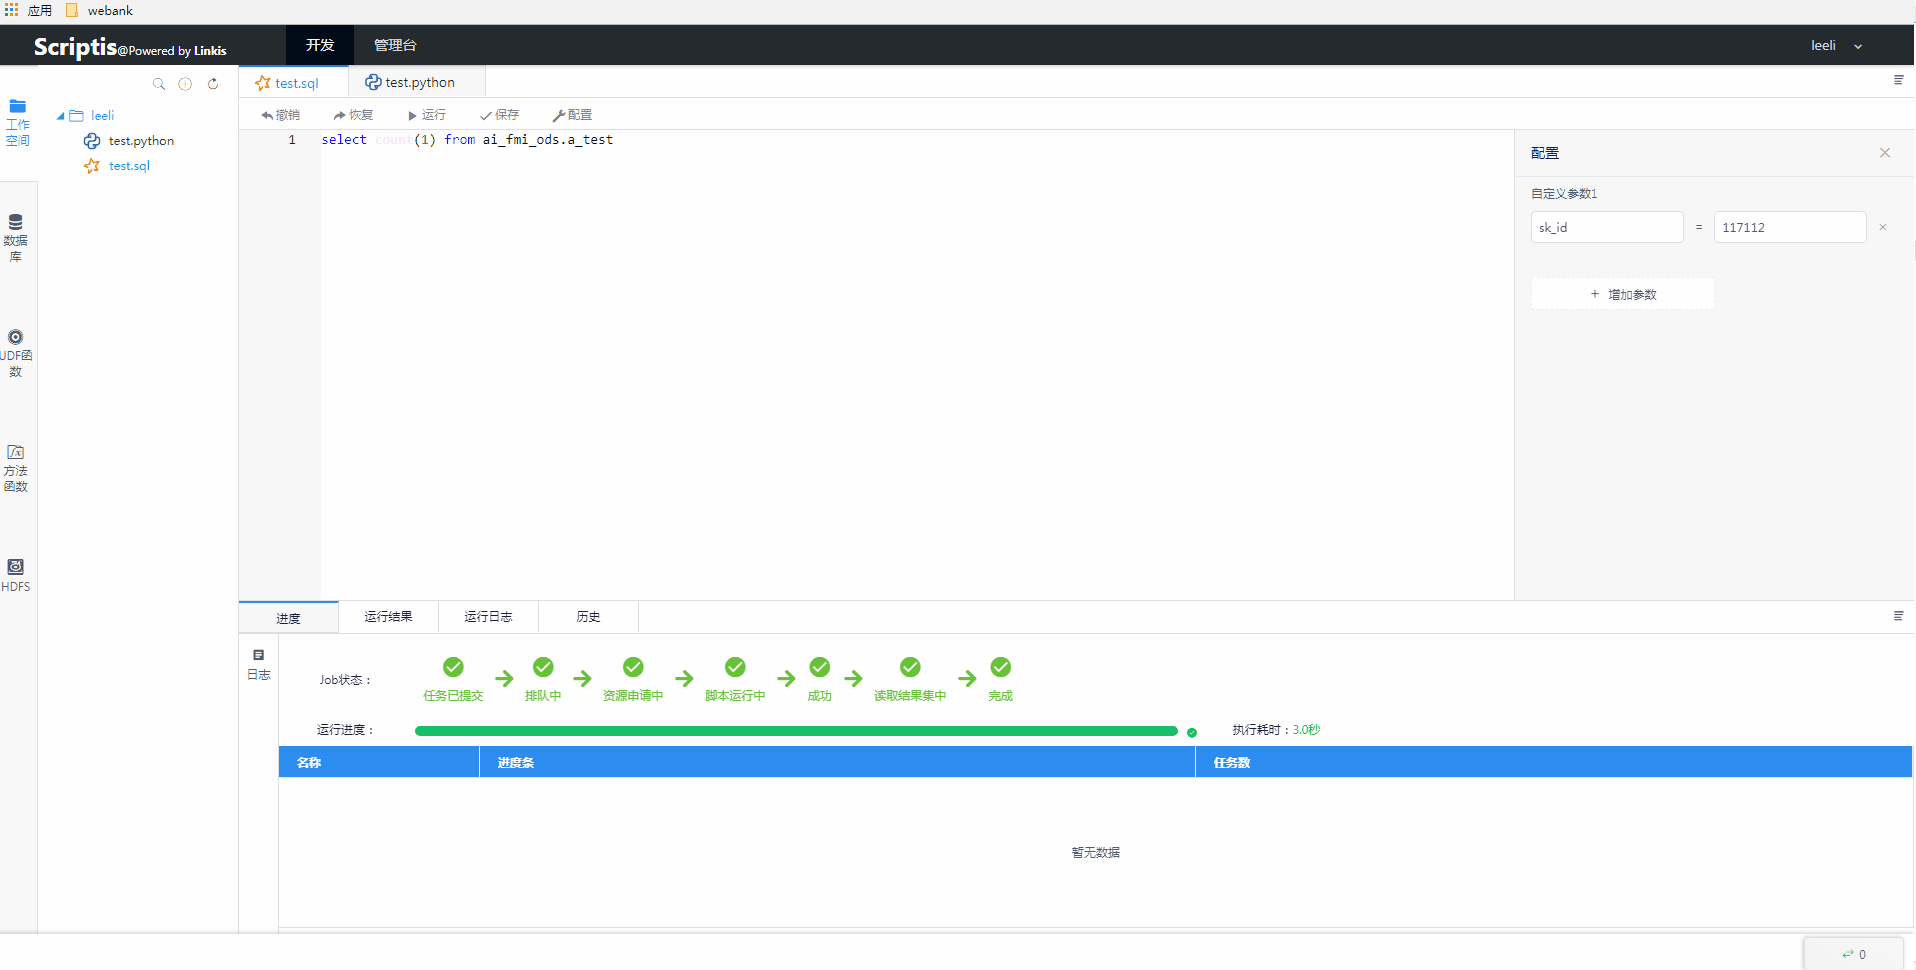 应用 webank
Scriptis@Powered by Linkis 开发 管理台 leeli
工作空间
数据库
UDF函数
方法函数
HDFS
leeli
test.python
test.sql
test.sql test.python
撤销 恢复 运行 保存 配置
1 select count(1) from ai_fmi_ods.a_test
配置
自定义参数1
sk_id = 117112
+ 增加参数
进度 运行结果 运行日志 历史
日志
Job状态：
任务已提交 排队中 资源申请中 脚本运行中 成功 读取结果集中 完成
运行进度： 执行耗时：3.0秒
名称 进度条 任务数
暂无数据
0